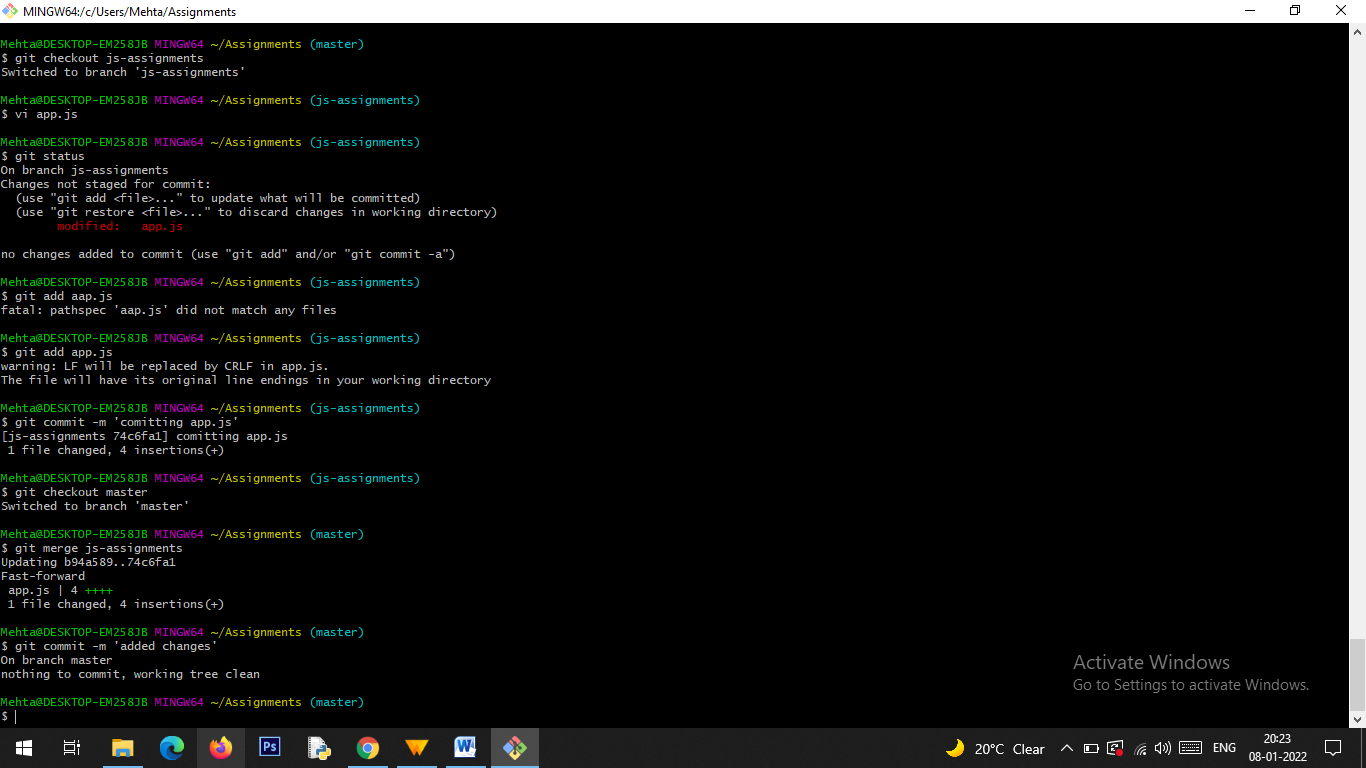 MINGW64:/c/Users/Mehta/Assignments
Mehta@DESKTOP-EM258JB MINGW64 ~/Assignments (master)
$ git checkout js-assignments
Switched to branch 'js-assignments'
Mehta@DESKTOP-EM258JB MINGW64 ~/Assignments (js-assignments)
$ vi app.js
Mehta@DESKTOP-EM258JB MINGW64 ~/Assignments (js-assignments)
$ git status
On branch js-assignments
Changes not staged for commit:
  (use "git add <file>..." to update what will be committed)
  (use "git restore <file>..." to discard changes in working directory)
        modified:   app.js
no changes added to commit (use "git add" and/or "git commit -a")
Mehta@DESKTOP-EM258JB MINGW64 ~/Assignments (js-assignments)
$ git add aap.js
fatal: pathspec 'aap.js' did not match any files
Mehta@DESKTOP-EM258JB MINGW64 ~/Assignments (js-assignments)
$ git add app.js
warning: LF will be replaced by CRLF in app.js.
The file will have its original line endings in your working directory
Mehta@DESKTOP-EM258JB MINGW64 ~/Assignments (js-assignments)
$ git commit -m 'comitting app.js'
[js-assignments 74c6fa1] comitting app.js
 1 file changed, 4 insertions(+)
Mehta@DESKTOP-EM258JB MINGW64 ~/Assignments (js-assignments)
$ git checkout master
Switched to branch 'master'
Mehta@DESKTOP-EM258JB MINGW64 ~/Assignments (master)
$ git merge js-assignments
Updating b94a589..74c6fa1
Fast-forward
 app.js | 4 ++++
 1 file changed, 4 insertions(+)
Mehta@DESKTOP-EM258JB MINGW64 ~/Assignments (master)
$ git commit -m 'added changes'
On branch master
nothing to commit, working tree clean
Mehta@DESKTOP-EM258JB MINGW64 ~/Assignments (master)
$
Activate Windows
Go to Settings to activate Windows.
Ps
W
20°C Clear
ENG
20:23
08-01-2022